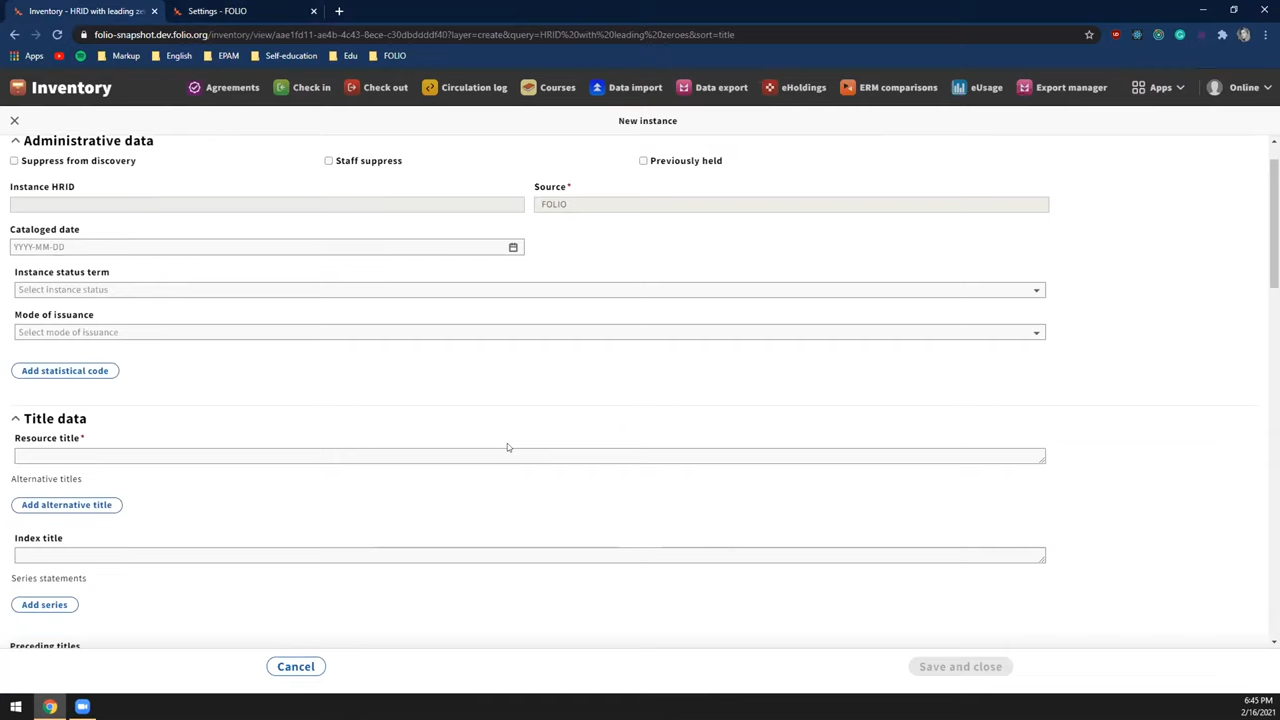 Inventory - HRID with leading ze
Settings - FOLIO
folio-snapshot.dev.folio.org/inventory/view/aae1fd11-ae4b-4c43-8ece-c30dbddddf40?layer=create&query=HRID%20with%20leading%20zeroes&sort=title
Apps
Markup
English
EPAM
Self-education
Edu
FOLIO
Inventory
Agreements
Check in
Check out
Circulation log
Courses
Data import
Data export
eHoldings
ERM comparisons
eUsage
Export manager
Apps
Online
New instance
Administrative data
Suppress from discovery
Staff suppress
Previously held
Instance HRID
Source*
FOLIO
Cataloged date
YYYY-MM-DD
Instance status term
Select instance status
Mode of issuance
Select mode of issuance
Add statistical code
Title data
Resource title*
Alternative titles
Add alternative title
Index title
Series statements
Add series
Preceding titles
Cancel
Save and close
6:45 PM
2/16/2021